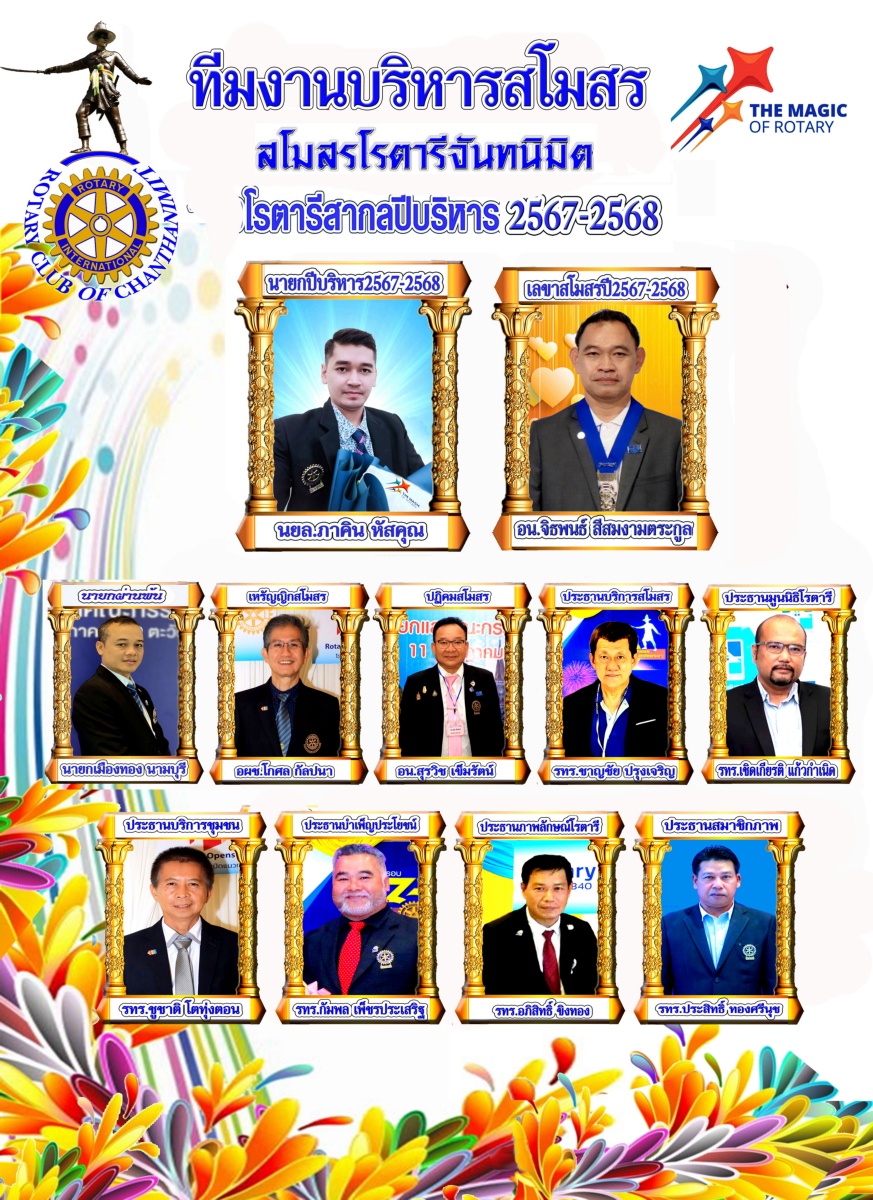 ทีมงานบริหารสโมสร
สโมสรโรตารีจันทนิมิต
โรตารีสากลปีบริหาร 2567-2568
THE MAGIC
OF ROTARY
ROTARY
INTERNATIONAL
ROTARY CLUB OF CHANTHANIMIT
นายกปีบริหาร2567-2568
เลขาสโมสรปี2567-2568
THE MAGIC
นยล.ภาคิน หัสคุณ
อน.จิธพนธ์ สีสมงามตระกูล
นายกผ่านพ้น
เหรัญญิกสโมสร
ปฏิคมสโมสร
ประธานบริการสโมสร
ประธานมูลนิธิโรตารี
11
นายกเมืองทอง นามบุรี
อผช.โกศล กัลปนา
อน.สุรวิช เข็มรัตน์
รทร.ชาญชัย ปรุงเจริญ
รทร.เชิดเกียรติ แก้วกำเนิด
ประธานบริการชุมชน
ประธานบำเพ็ญประโยชน์
ประธานภาพลักษณ์โรตารี
ประธานสมาชิกภาพ
Opens
รทร.ชูชาติ โตทุ่งตอน
รทร.กัมพล เพ็ชรประเสริฐ
รทร.อภิสิทธิ์ ขิงทอง
รทร.ประสิทธิ์ ทองศรีนุช